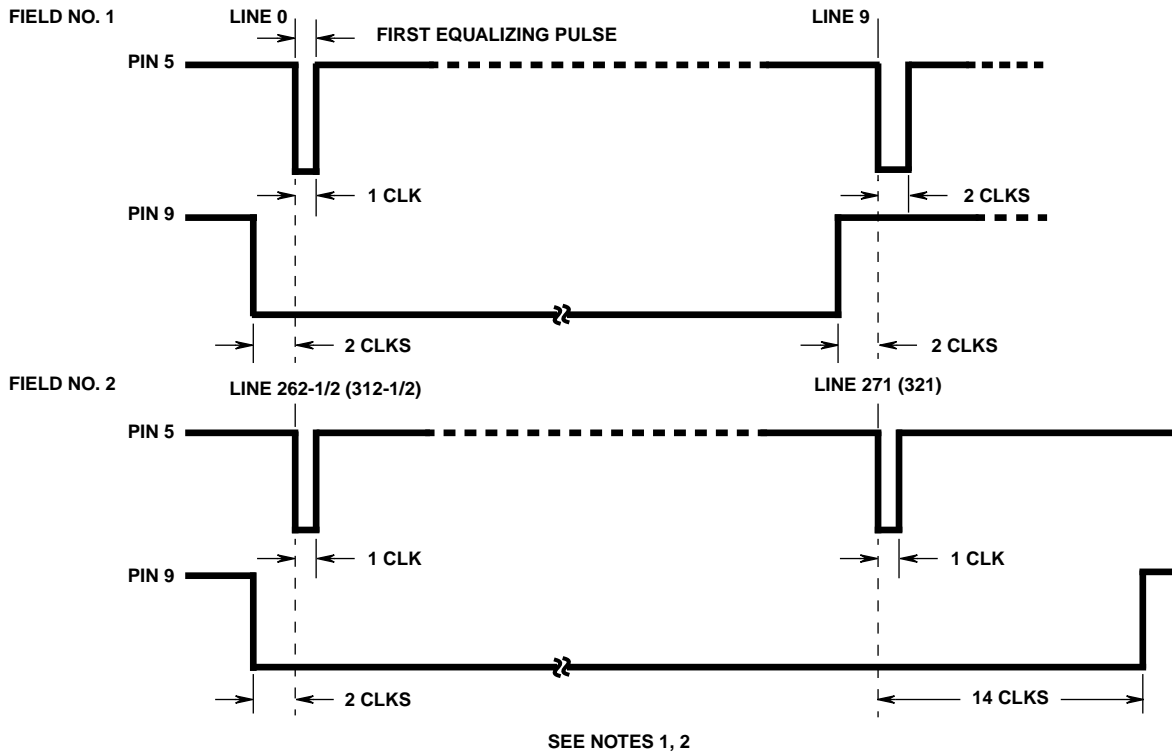 FIELD NO. 1
LINE 0
LINE 9
FIRST EQUALIZING PULSE
PIN 5
1 CLK
2 CLKS
PIN 9
2 CLKS
2 CLKS
FIELD NO. 2
LINE 262-1/2 (312-1/2)
LINE 271 (321)
PIN 5
1 CLK
1 CLK
PIN 9
2 CLKS
14 CLKS
SEE NOTES 1, 2